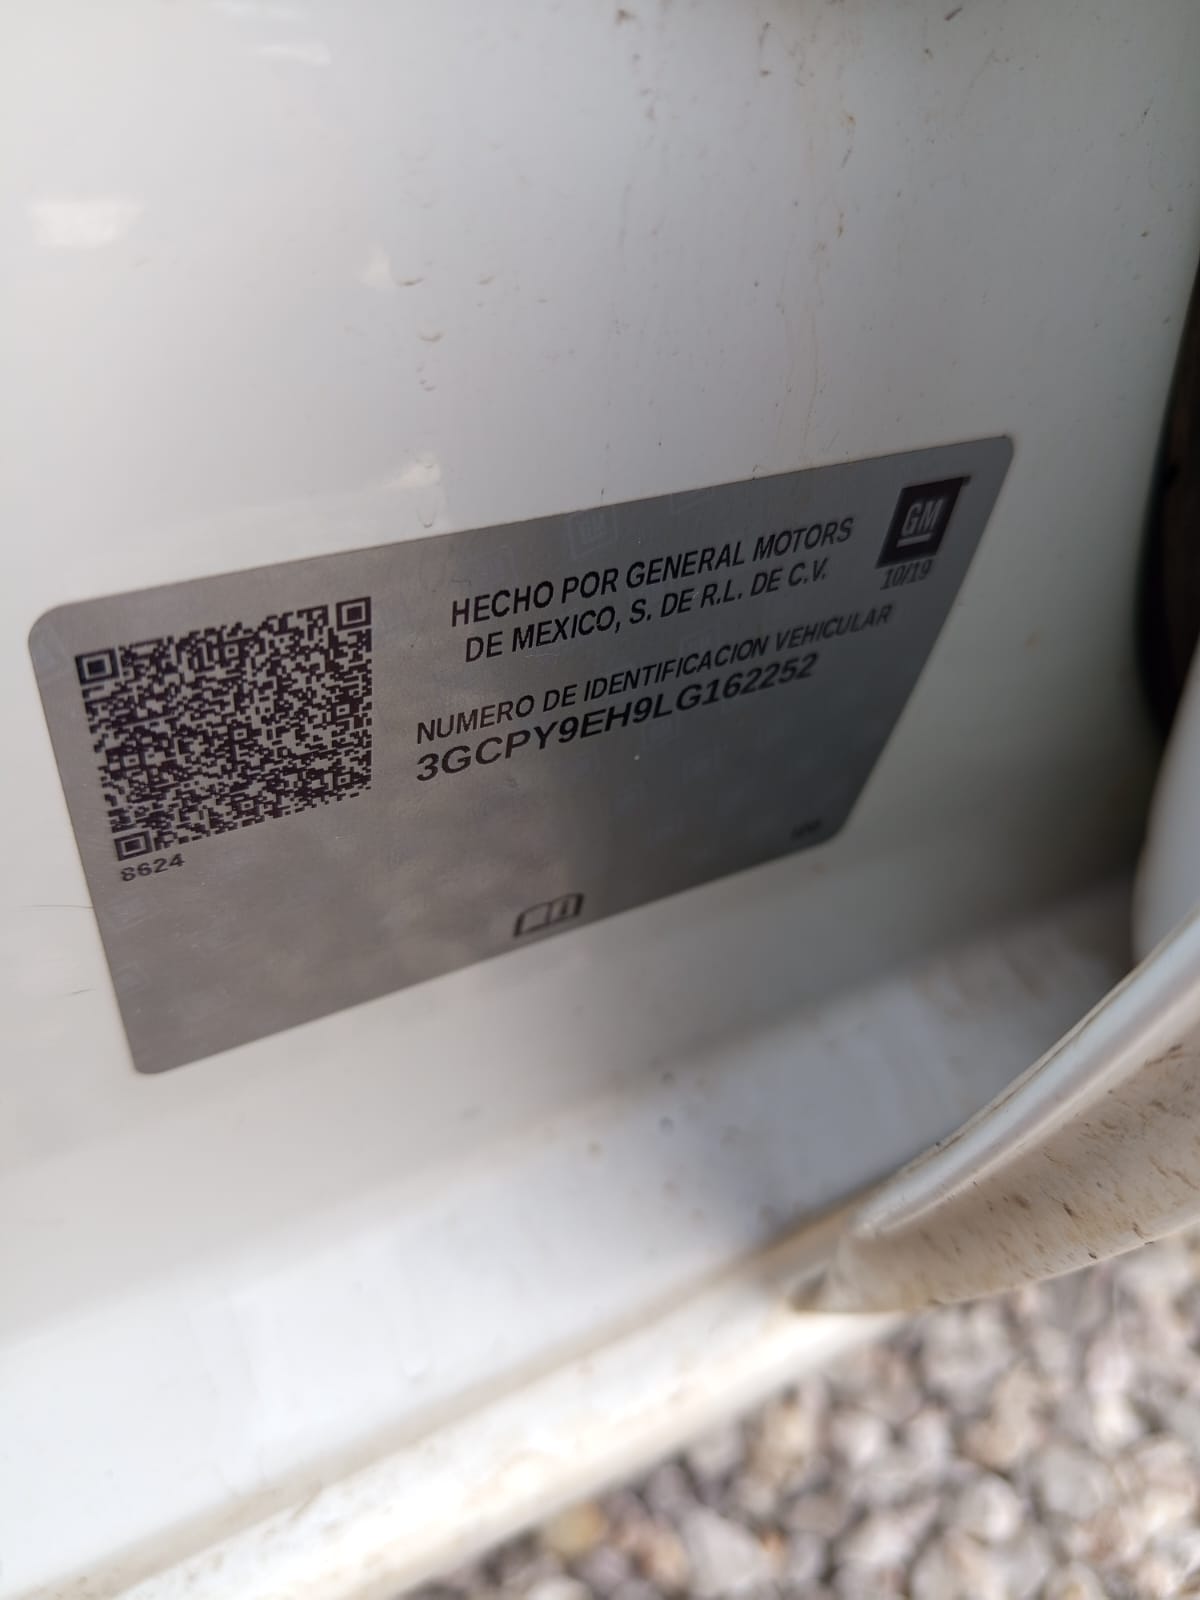 HECHO POR GENERAL MOTORS
DE MEXICO, S. DE R.L. DE C.V.
GM
10/19
NUMERO DE IDENTIFICACION VEHICULAR
3GCPY9EH9LG162252
8624